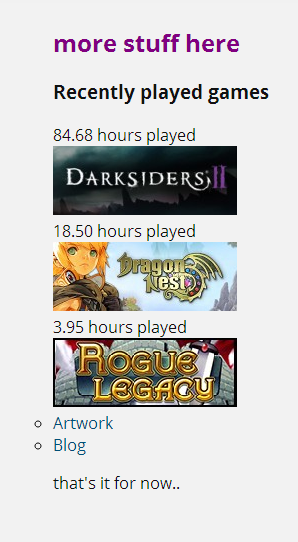 more stuff here
Recently played games
84.68 hours played
DARKSIDERS II
18.50 hours played
Dragon
Nest
3.95 hours played
ROGUE
LEGACY
Artwork
Blog
that's it for now..